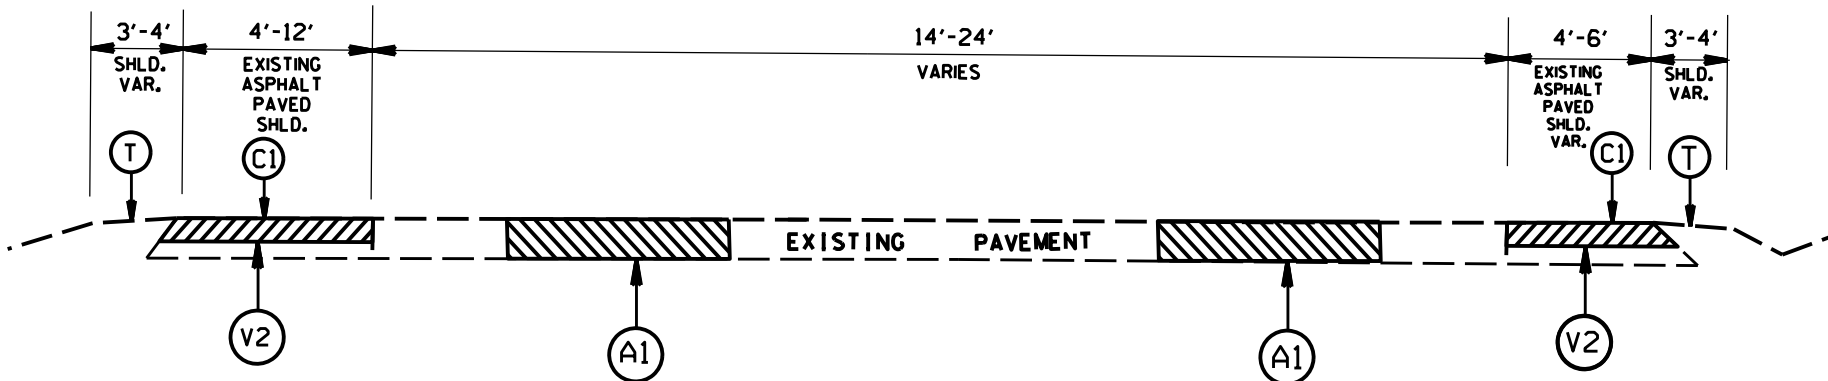 3'-4'
4'-12'
14'-24'
4'-6'
3'-4'
SHLD.
VAR.
EXISTING
ASPHALT
PAVED
SHLD.
VARIES
EXISTING
ASPHALT
PAVED
SHLD.
VAR.
SHLD.
VAR.
T
C1
C1
T
EXISTING PAVEMENT
V2
A1
A1
V2